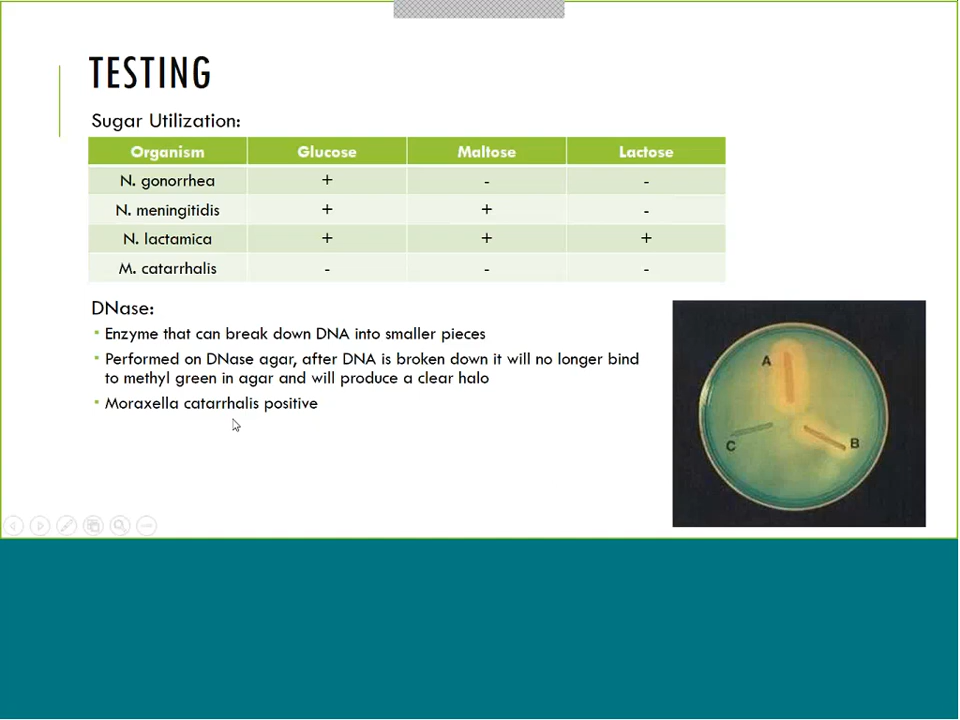 TESTING
Sugar Utilization:
Organism Glucose Maltose Lactose
N. gonorrhea + - -
N. meningitidis + + -
N. lactamica + + +
M. catarrhalis - - -
DNase:
Enzyme that can break down DNA into smaller pieces
Performed on DNase agar, after DNA is broken down it will no longer bind
to methyl green in agar and will produce a clear halo
Moraxella catarrhalis positive
A
B
C